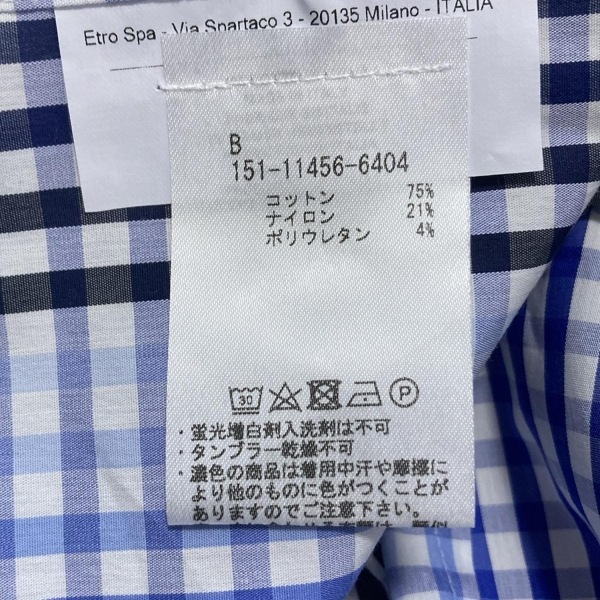 Etro Spa - Via Spartaco 3 - 20135 Milano - ITALIA
B
151-11456-6404
コットン 75%
ナイロン 21%
ポリウレタン 4%
30
P
・蛍光増白剤入洗剤は不可
・タンブラー乾燥不可
・濃色の商品は着用中汗や摩擦に
より他のものに色がつくことが
ありますのでご注意下さい。